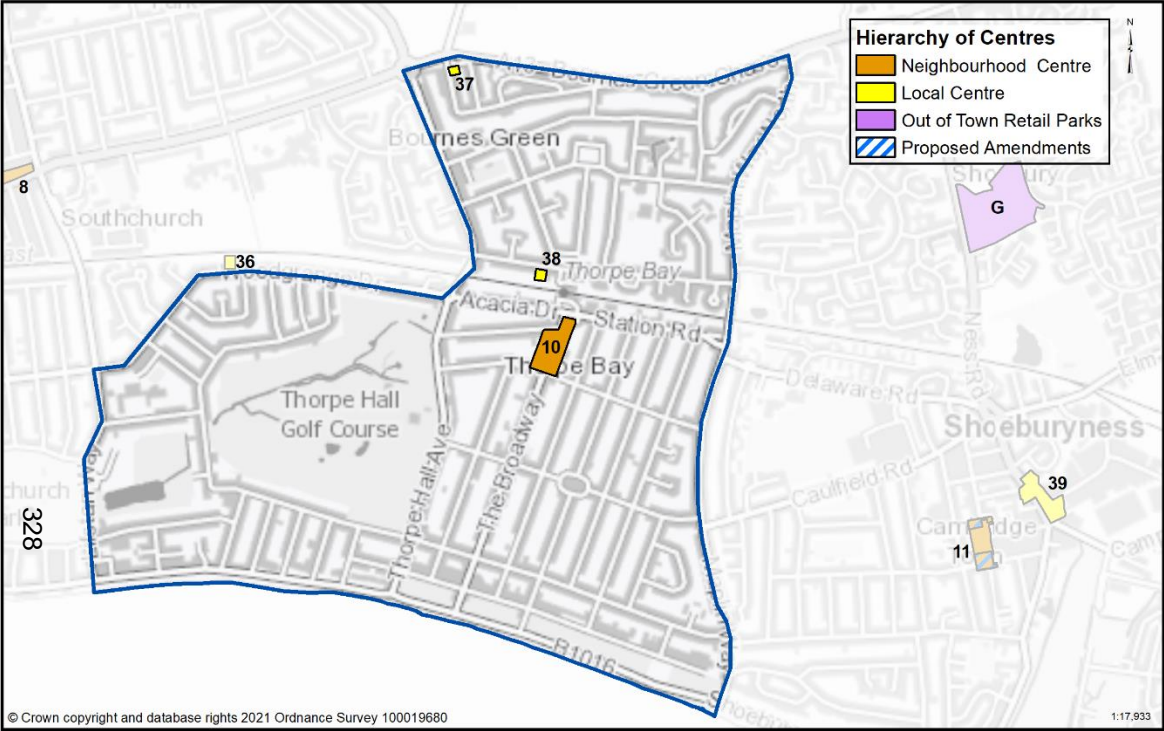 Hierarchy of Centres
Neighbourhood Centre
Local Centre
Out of Town Retail Parks
Proposed Amendments
N
37
Bournes Green
8
Southchurch
G
36
38
Thorpe Bay
Acacia Dr
Station Rd
10
Thorpe Bay
Delaware Rd
Thorpe Hall
Golf Course
Shoeburyness
Thorpe Hall Ave
The Broadway
Caulfield Rd
39
11
328
B1016
© Crown copyright and database rights 2021 Ordnance Survey 100019680
1:17,933